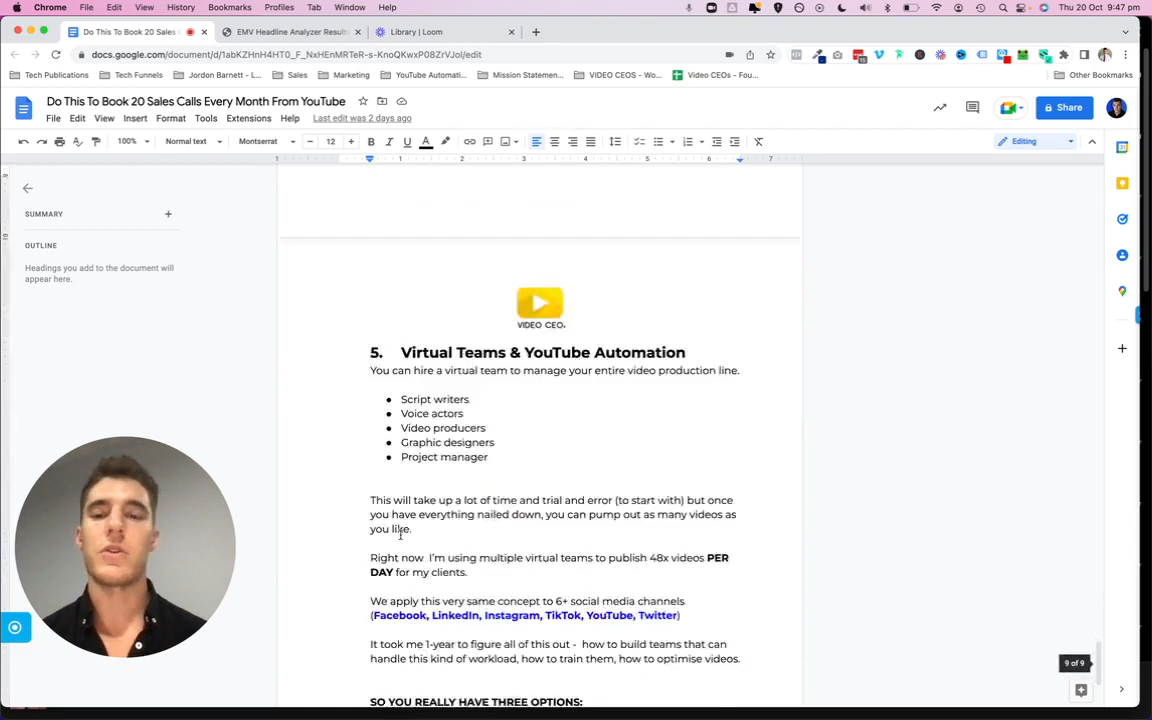 Chrome File Edit View History Bookmarks Profiles Tab Window Help Thu 20 Oct 9:47 pm
Do This To Book 20 Sales Calls EMV Headline Analyzer Result Library | Loom
docs.google.com/document/d/1abKZHnH4HT0_F_NxHEnMRTeR-s-KnoQKwxP08ZrVJoI/edit
Tech Publications Tech Funnels Jordan Barnett - L... Sales Marketing YouTube Automati... Mission Statemen... VIDEO CEOS - Wo... Video CEOs - Fou... Other Bookmarks
Do This To Book 20 Sales Calls Every Month From YouTube
File Edit View Insert Format Tools Extensions Help Last edit was 2 days ago
Share
100% Normal text Montserrat 12 Editing
1 1 2 3 4 5 6 7
SUMMARY
OUTLINE
Headings you add to the document will
appear here.
VIDEO CEO.
5. Virtual Teams & YouTube Automation
You can hire a virtual team to manage your entire video production line.
● Script writers
● Voice actors
● Video producers
● Graphic designers
● Project manager
This will take up a lot of time and trial and error (to start with) but once
you have everything nailed down, you can pump out as many videos as
you like.
Right now I'm using multiple virtual teams to publish 48x videos PER
DAY for my clients.
We apply this very same concept to 6+ social media channels
(Facebook, LinkedIn, Instagram, TikTok, YouTube, Twitter)
It took me 1-year to figure all of this out - how to build teams that can
handle this kind of workload, how to train them, how to optimise videos.
SO YOU REALLY HAVE THREE OPTIONS:
9 of 9